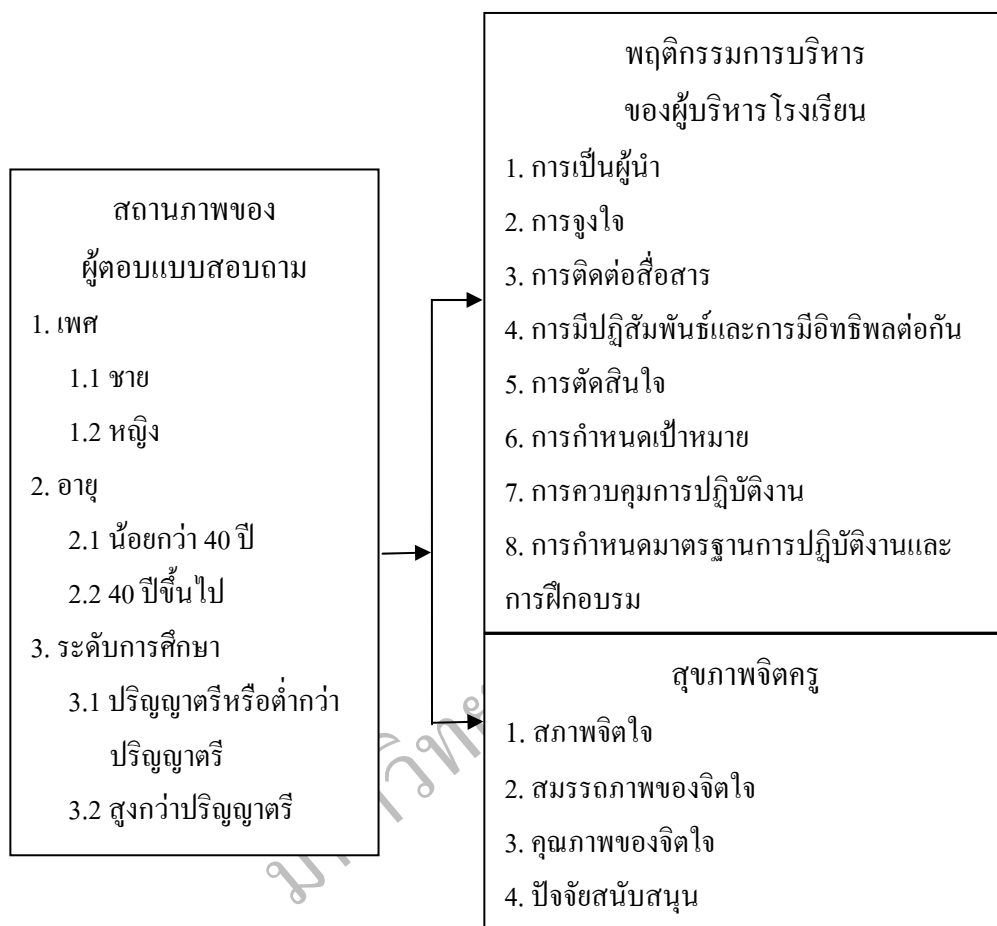 สถานภาพของ
ผู้ตอบแบบสอบถาม
1. เพศ
1.1 ชาย
1.2 หญิง
2. อายุ
2.1 น้อยกว่า 40 ปี
2.2 40 ปีขึ้นไป
3. ระดับการศึกษา
3.1 ปริญญาตรีหรือต่ำกว่า
ปริญญาตรี
3.2 สูงกว่าปริญญาตรี
พฤติกรรมการบริหาร
ของผู้บริหารโรงเรียน
1. การเป็นผู้นำ
2. การจูงใจ
3. การติดต่อสื่อสาร
4. การมีปฏิสัมพันธ์และการมีอิทธิพลต่อกัน
5. การตัดสินใจ
6. การกำหนดเป้าหมาย
7. การควบคุมการปฏิบัติงาน
8. การกำหนดมาตรฐานการปฏิบัติงานและ
การฝึกอบรม
สุขภาพจิตครู
1. สภาพจิตใจ
2. สมรรถภาพของจิตใจ
3. คุณภาพของจิตใจ
4. ปัจจัยสนับสนุน